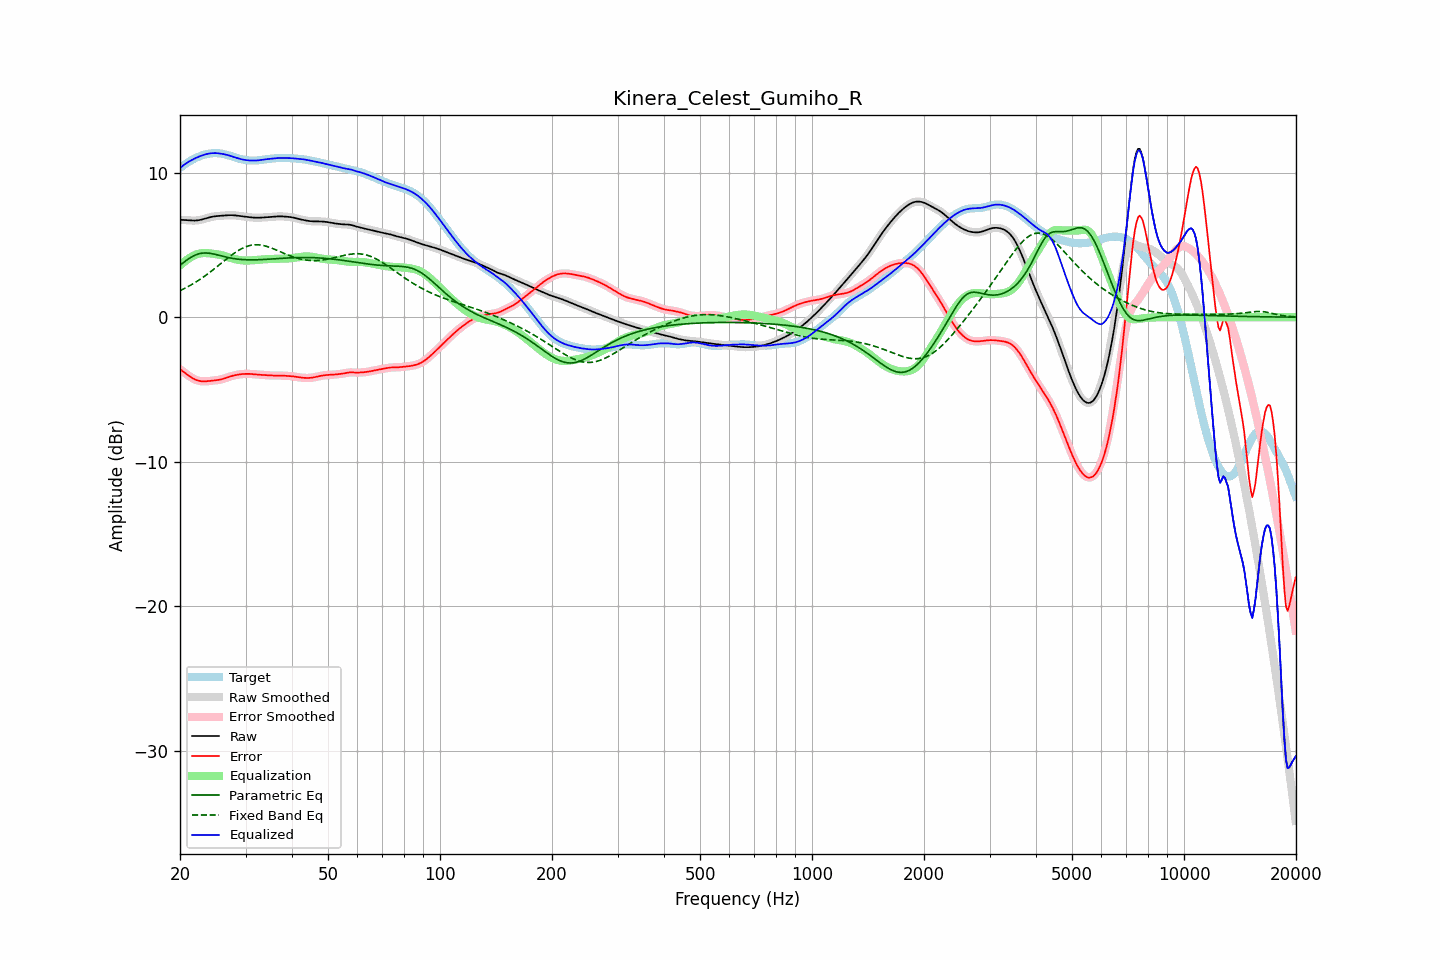 Kinera_Celest_Gumiho_R
10
0
−10
−20
−30
Amplitude (dBr)
Target
Raw Smoothed
Error Smoothed
Raw
Error
Equalization
Parametric Eq
Fixed Band Eq
Equalized
20 50 100 200 500 1000 2000 5000 10000 20000
Frequency (Hz)